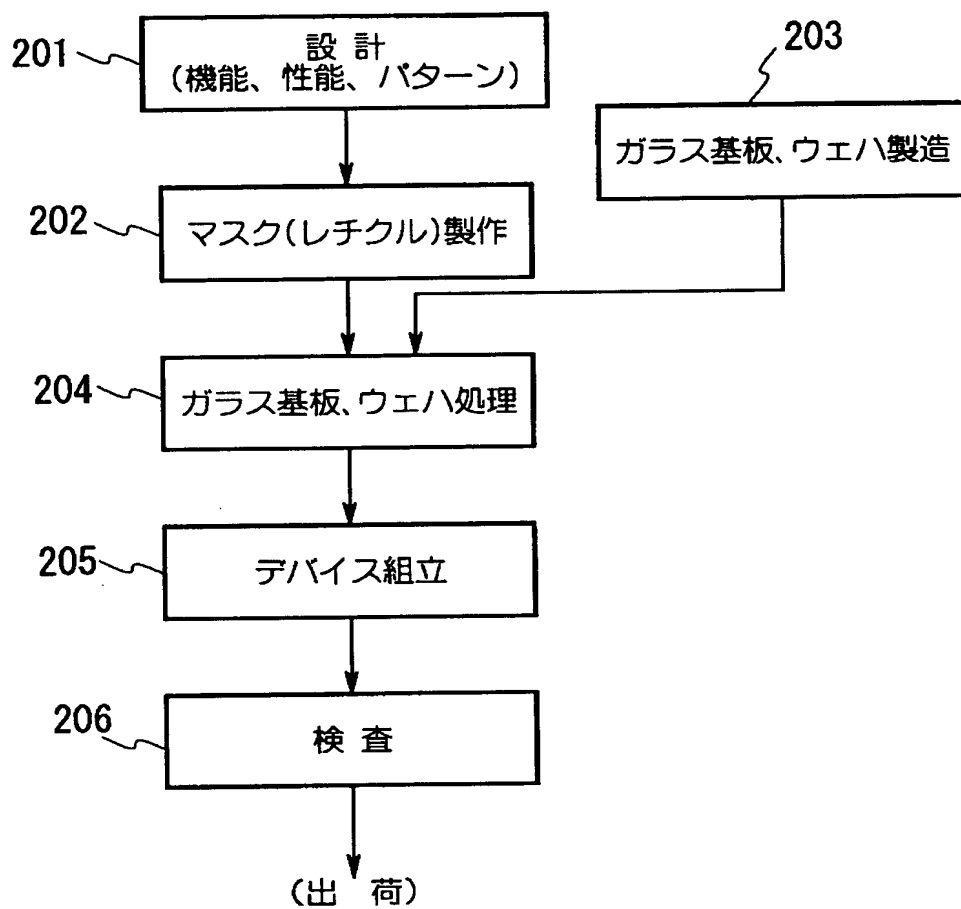 201
設 計
(機能、性能、パターン)
203
ガラス基板、ウェハ製造
202
マスク(レチクル)製作
204
ガラス基板、ウェハ処理
205
デバイス組立
206
検 査
(出 荷)